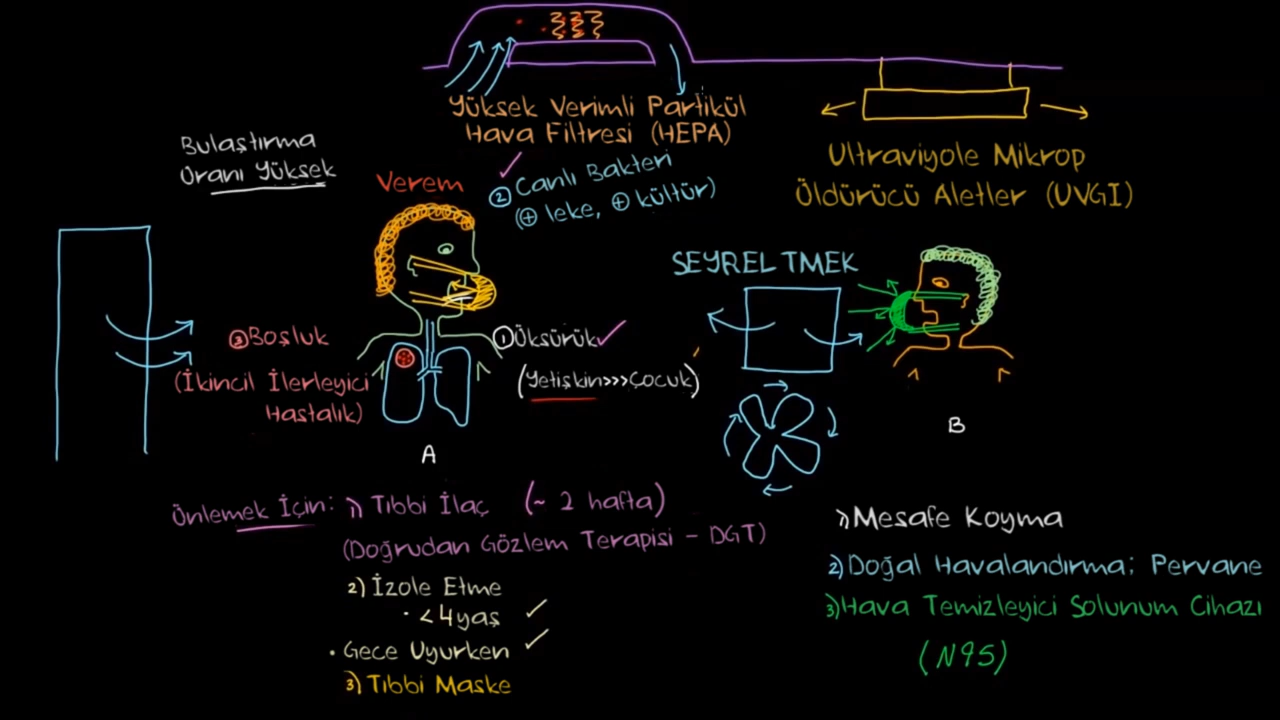 Yüksek Verimli Partikül
Hava Filtresi (HEPA)
Ultraviyole Mikrop
Üldürücü Aletler (UVGI)
Bulaştırma
Oranı Yüksek
Verem
② Canlı Bakteri
(⊕ leke, ⊕ kültür)
SEYRELTMEK
③ Boşluk
(İkincil İlerleyici
Hastalık)
① Üksürük
(Yetişkin>>>Çocuk)
A
B
Önlemek İçin: 1) Tıbbi İlaç (~ 2 hafta)
(Doğrudan Gözlem Terapisi - DGT)
2) İzole Etme
• <4 yaş
• Gece Uyurken
3) Tıbbi Maske
1) Mesafe Koyma
2) Doğal Havalandırma; Pervane
3) Hava Temizleyici Solunum Cihazı
(N95)